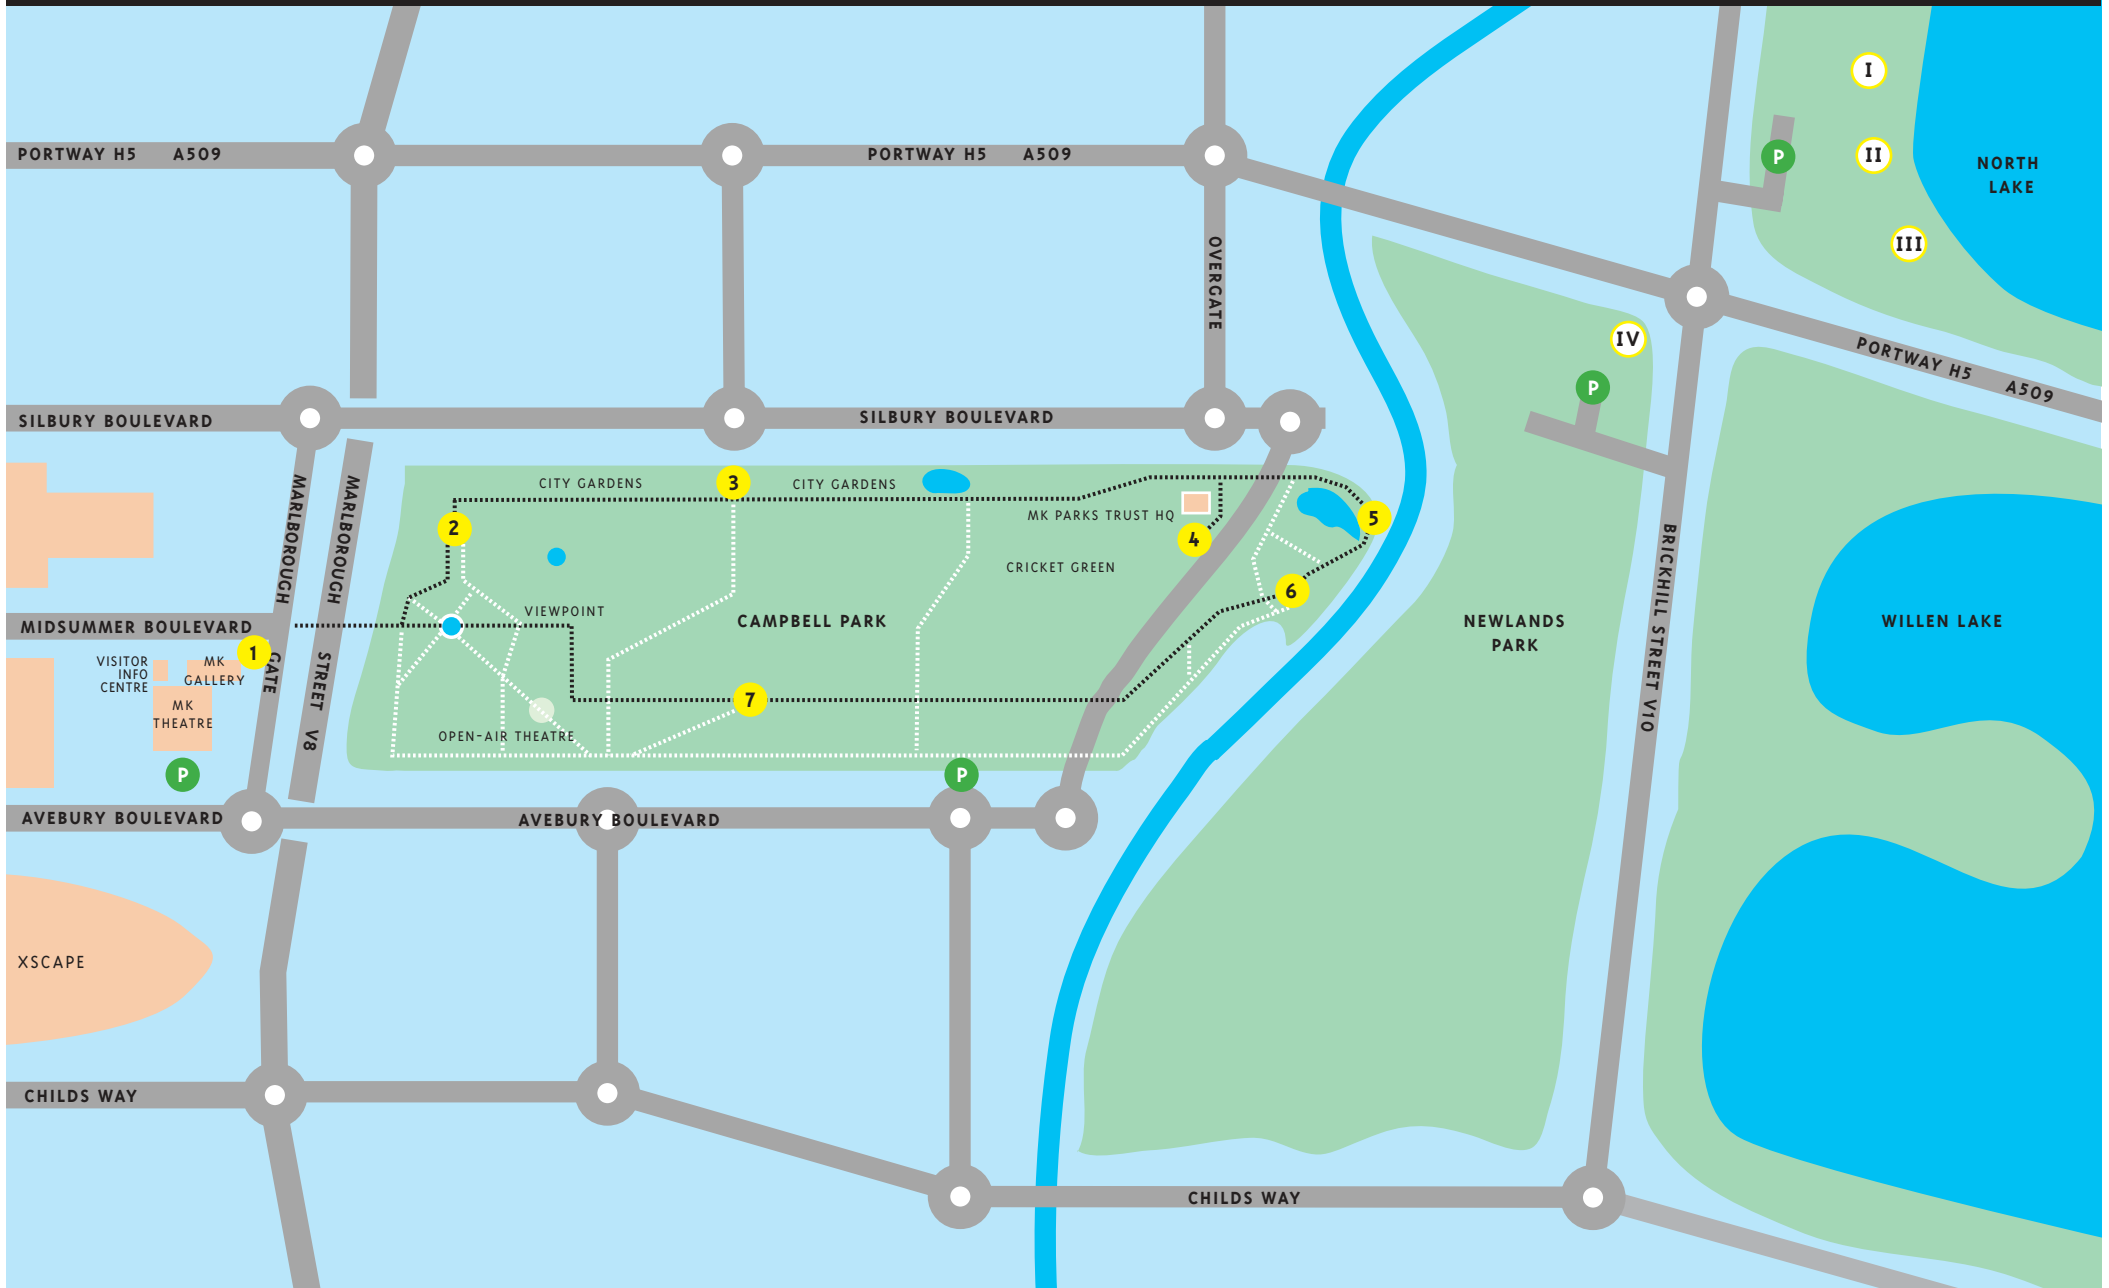 I
II
III
NORTH
LAKE
P
PORTWAY H5 A509
PORTWAY H5 A509
OVERGATE
IV
P
PORTWAY H5 A509
SILBURY BOULEVARD
SILBURY BOULEVARD
CITY GARDENS
3
CITY GARDENS
2
MK PARKS TRUST HQ
4
5
CRICKET GREEN
6
MARLBOROUGH
GATE
MARLBOROUGH
STREET V8
MIDSUMMER BOULEVARD
1
VIEWPOINT
CAMPBELL PARK
NEWLANDS
PARK
BRICKHILL STREET V10
WILLEN LAKE
VISITOR
INFO
CENTRE
MK
GALLERY
MK
THEATRE
7
OPEN-AIR THEATRE
P
P
AVEBURY BOULEVARD
AVEBURY BOULEVARD
XSCAPE
CHILDS WAY
CHILDS WAY